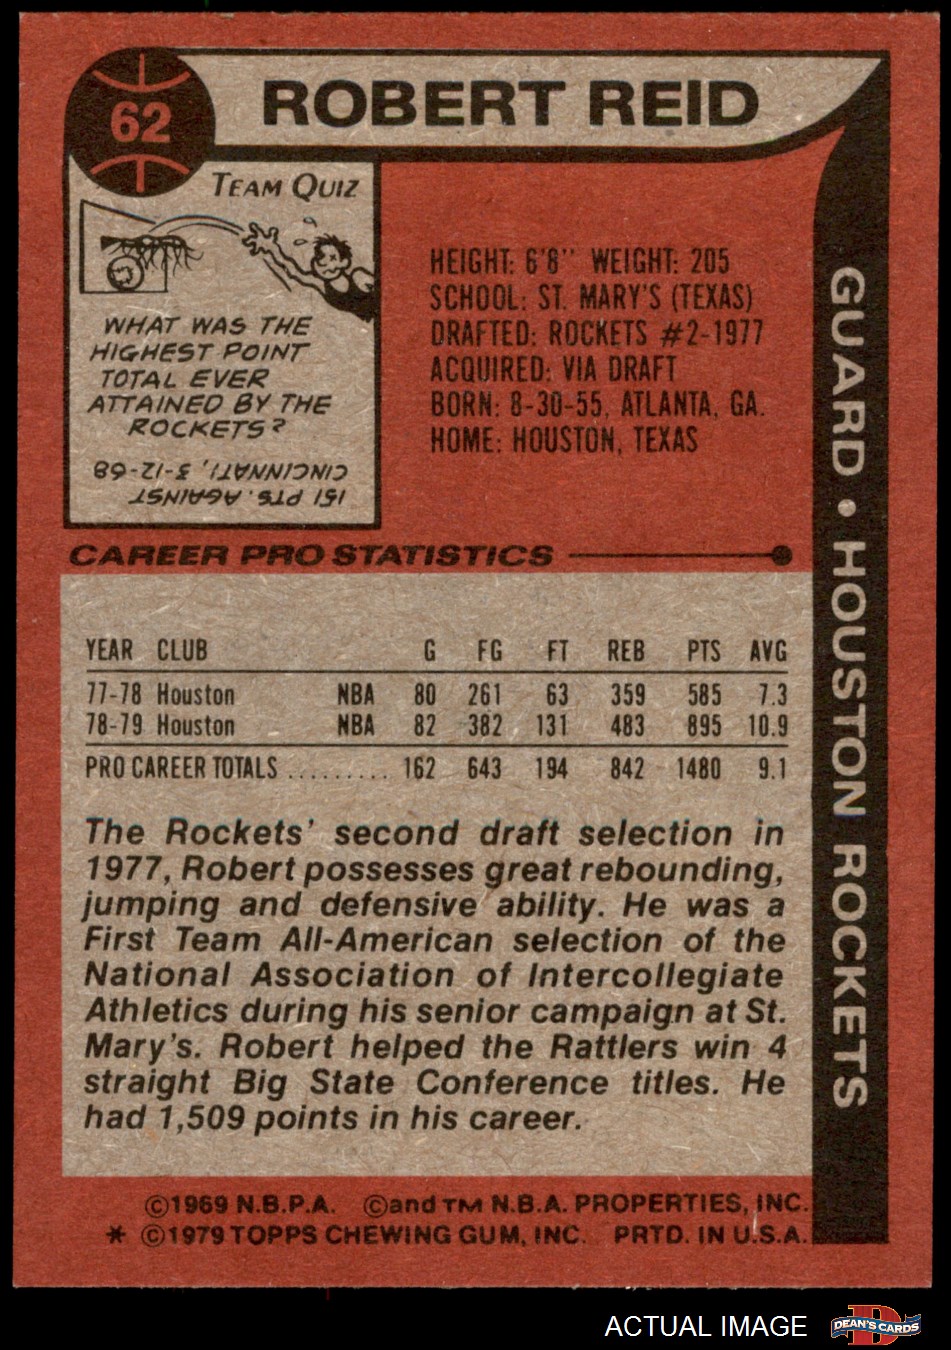 62
ROBERT REID
TEAM QUIZ
WHAT WAS THE
HIGHEST POINT
TOTAL EVER
ATTAINED BY THE
ROCKETS?
151 PTS. AGAINST
CINCINNATI, 3-12-68
HEIGHT: 6'8" WEIGHT: 205
SCHOOL: ST. MARY'S (TEXAS)
DRAFTED: ROCKETS #2-1977
ACQUIRED: VIA DRAFT
BORN: 8-30-55, ATLANTA, GA.
HOME: HOUSTON, TEXAS
GUARD • HOUSTON ROCKETS
CAREER PRO STATISTICS
YEAR CLUB G FG FT REB PTS AVG
77-78 Houston NBA 80 261 63 359 585 7.3
78-79 Houston NBA 82 382 131 483 895 10.9
PRO CAREER TOTALS ......... 162 643 194 842 1480 9.1
The Rockets' second draft selection in
1977, Robert possesses great rebounding,
jumping and defensive ability. He was a
First Team All-American selection of the
National Association of Intercollegiate
Athletics during his senior campaign at St.
Mary's. Robert helped the Rattlers win 4
straight Big State Conference titles. He
had 1,509 points in his career.
©1969 N.B.P.A. ©and TM N.B.A. PROPERTIES, INC.
* ©1979 TOPPS CHEWING GUM, INC. PRTD. IN U.S.A.
ACTUAL IMAGE
D
DEAN'S CARDS